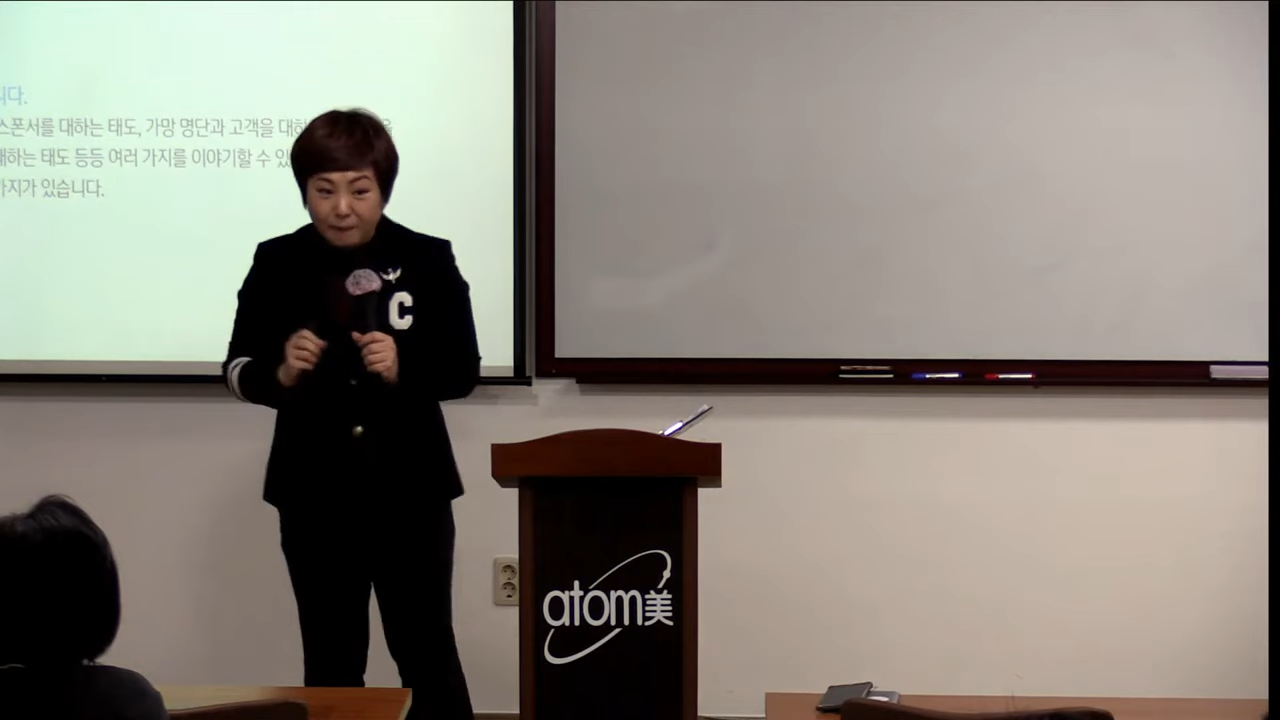 니다.
스폰서를 대하는 태도, 가망 명단과 고객을 대하
대하는 태도 등등 여러 가지를 이야기할 수 있
가지가 있습니다.
C
atom美